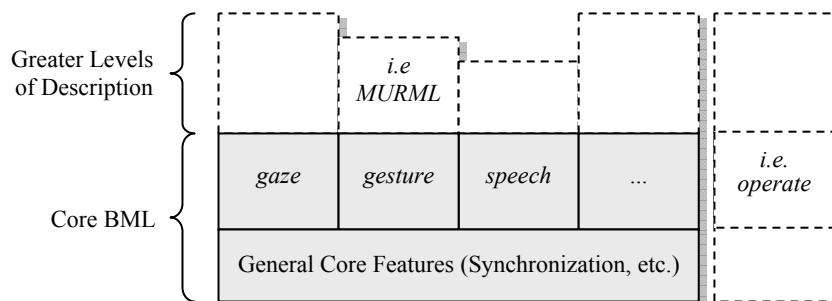 Greater Levels
of Description
i.e
MURML
Core BML
gaze
gesture
speech
...
i.e.
operate
General Core Features (Synchronization, etc.)